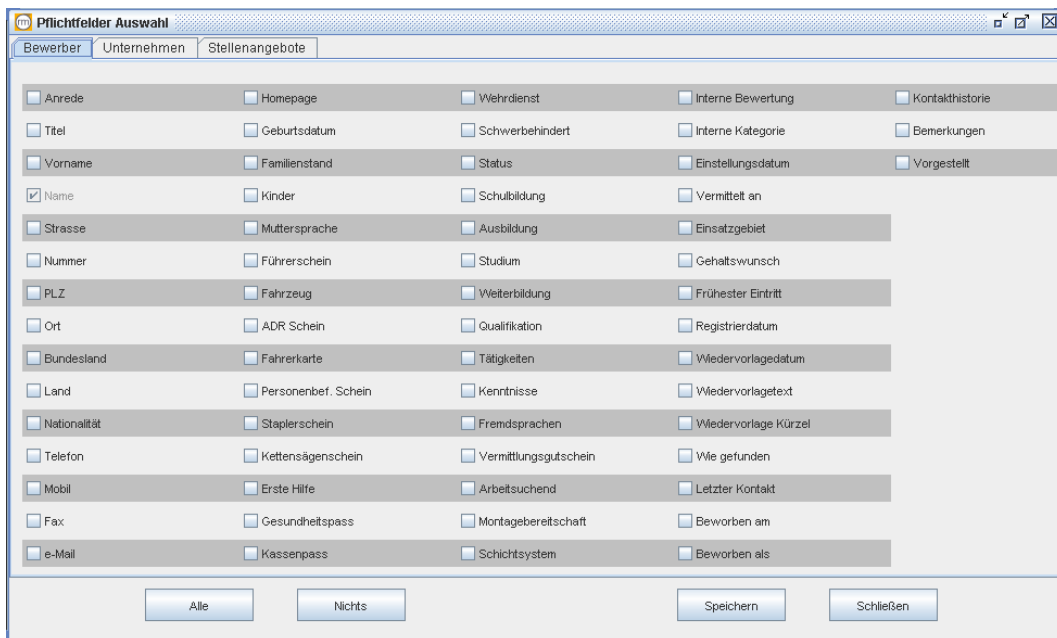 Pflichtfelder Auswahl
Bewerber Unternehmen Stellenangebote
Anrede Homepage Wehrdienst Interne Bewertung Kontakthistorie
Titel Geburtsdatum Schwerbehindert Interne Kategorie Bemerkungen
Vorname Familienstand Status Einstellungsdatum Vorgestellt
Name Kinder Schulbildung Vermittelt an
Strasse Muttersprache Ausbildung Einsatzgebiet
Nummer Führerschein Studium Gehaltswunsch
PLZ Fahrzeug Weiterbildung Frühester Eintritt
Ort ADR Schein Qualifikation Registrierdatum
Bundesland Fahrerkarte Tätigkeiten Wiedervorlagedatum
Land Personenbef. Schein Kenntnisse Wiedervorlagetext
Nationalität Staplerschein Fremdsprachen Wiedervorlage Kürzel
Telefon Kettensägenschein Vermittlungsgutschein Wie gefunden
Mobil Erste Hilfe Arbeitsuchend Letzter Kontakt
Fax Gesundheitspass Montagebereitschaft Beworben am
e-Mail Kassenpass Schichtsystem Beworben als
Alle Nichts Speichern Schließen